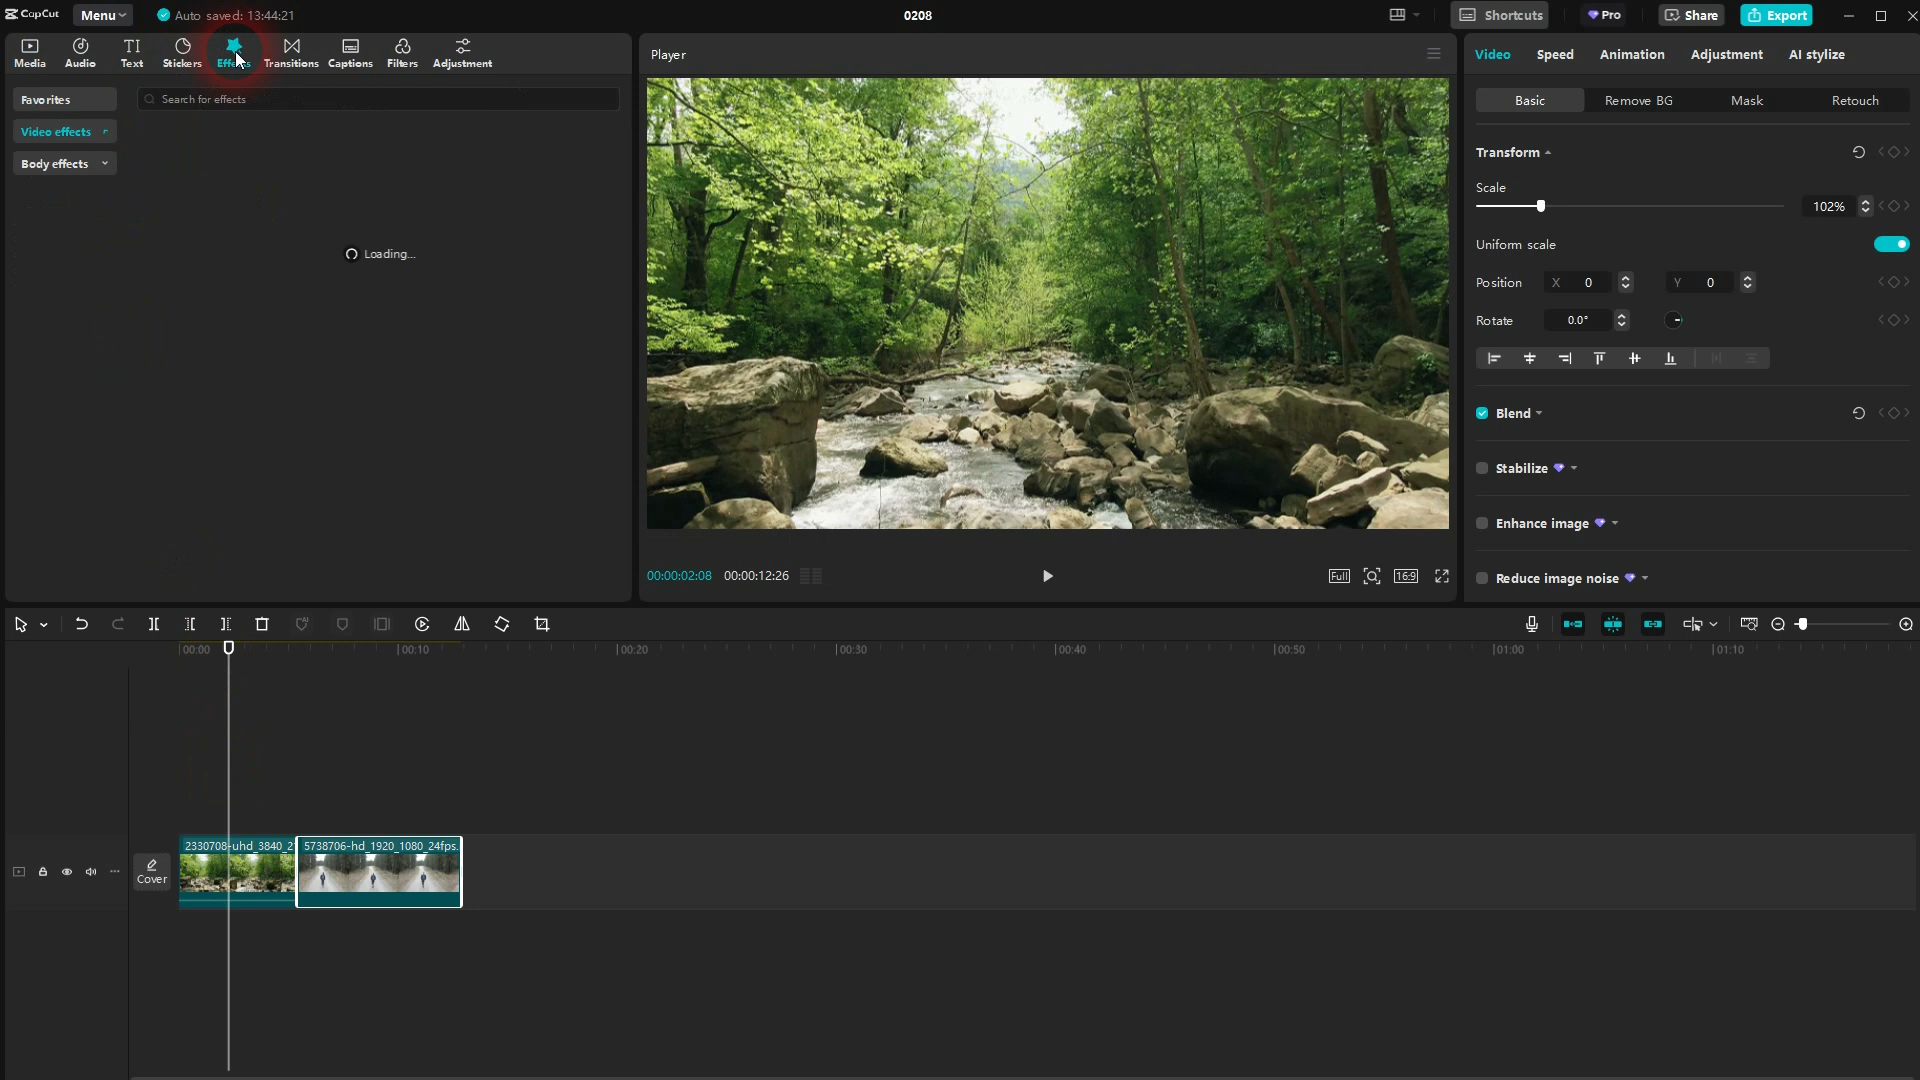 CapCut
Menu
Auto saved: 13:44:21
0208
Shortcuts
Pro
Share
Export
Media
Audio
Text
Stickers
Effects
Transitions
Captions
Filters
Adjustment
Favorites
Video effects
Body effects
Search for effects
Loading...
Player
Full
16:9
00:00:02:08
00:00:12:26
Video
Speed
Animation
Adjustment
AI stylize
Basic
Remove BG
Mask
Retouch
Transform
Scale
102%
Uniform scale
Position
X 0
Y 0
Rotate
0.0°
Blend
Stabilize
Enhance image
Reduce image noise
00:00
00:10
00:20
00:30
00:40
00:50
01:00
01:10
Cover
2330708-uhd_3840_2
5738706-hd_1920_1080_24fps.